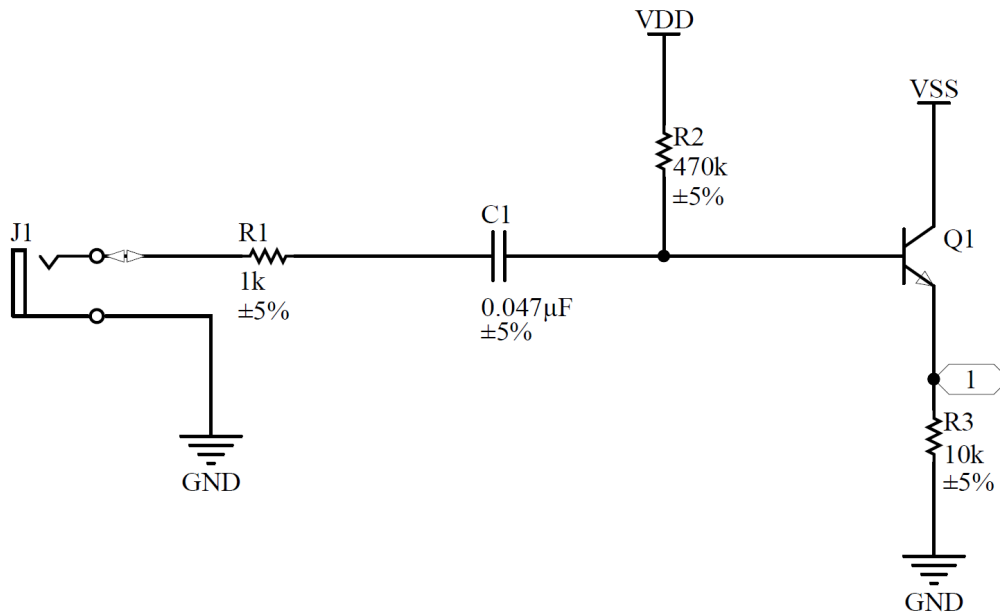 VDD
VSS
R2
470k
±5%
J1
R1
1k
±5%
C1
0.047µF
±5%
Q1
1
R3
10k
±5%
GND
GND